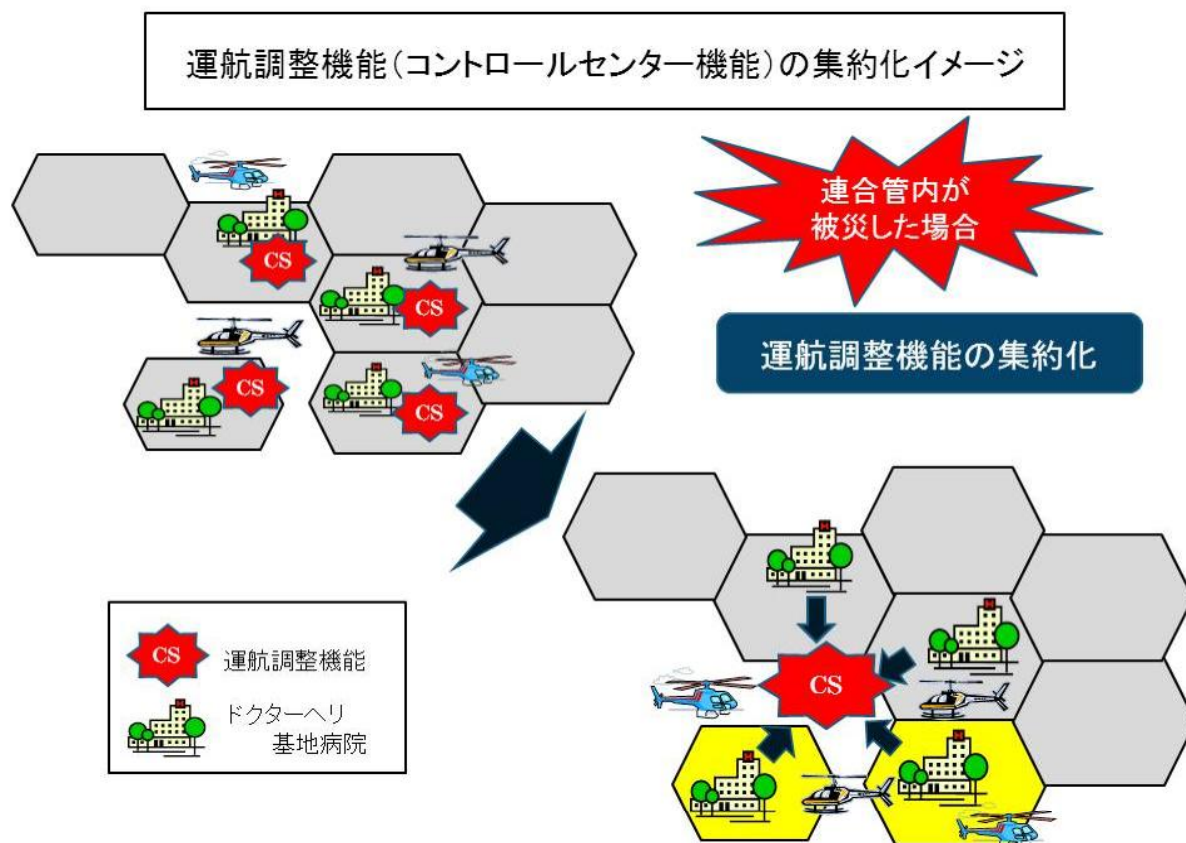 運航調整機能(コントロールセンター機能)の集約化イメージ
連合管内が
被災した場合
CS
CS
CS
CS
運航調整機能の集約化
CS
CS 運航調整機能
ドクターヘリ
基地病院
H
H
H
H
H
H
H
H
H